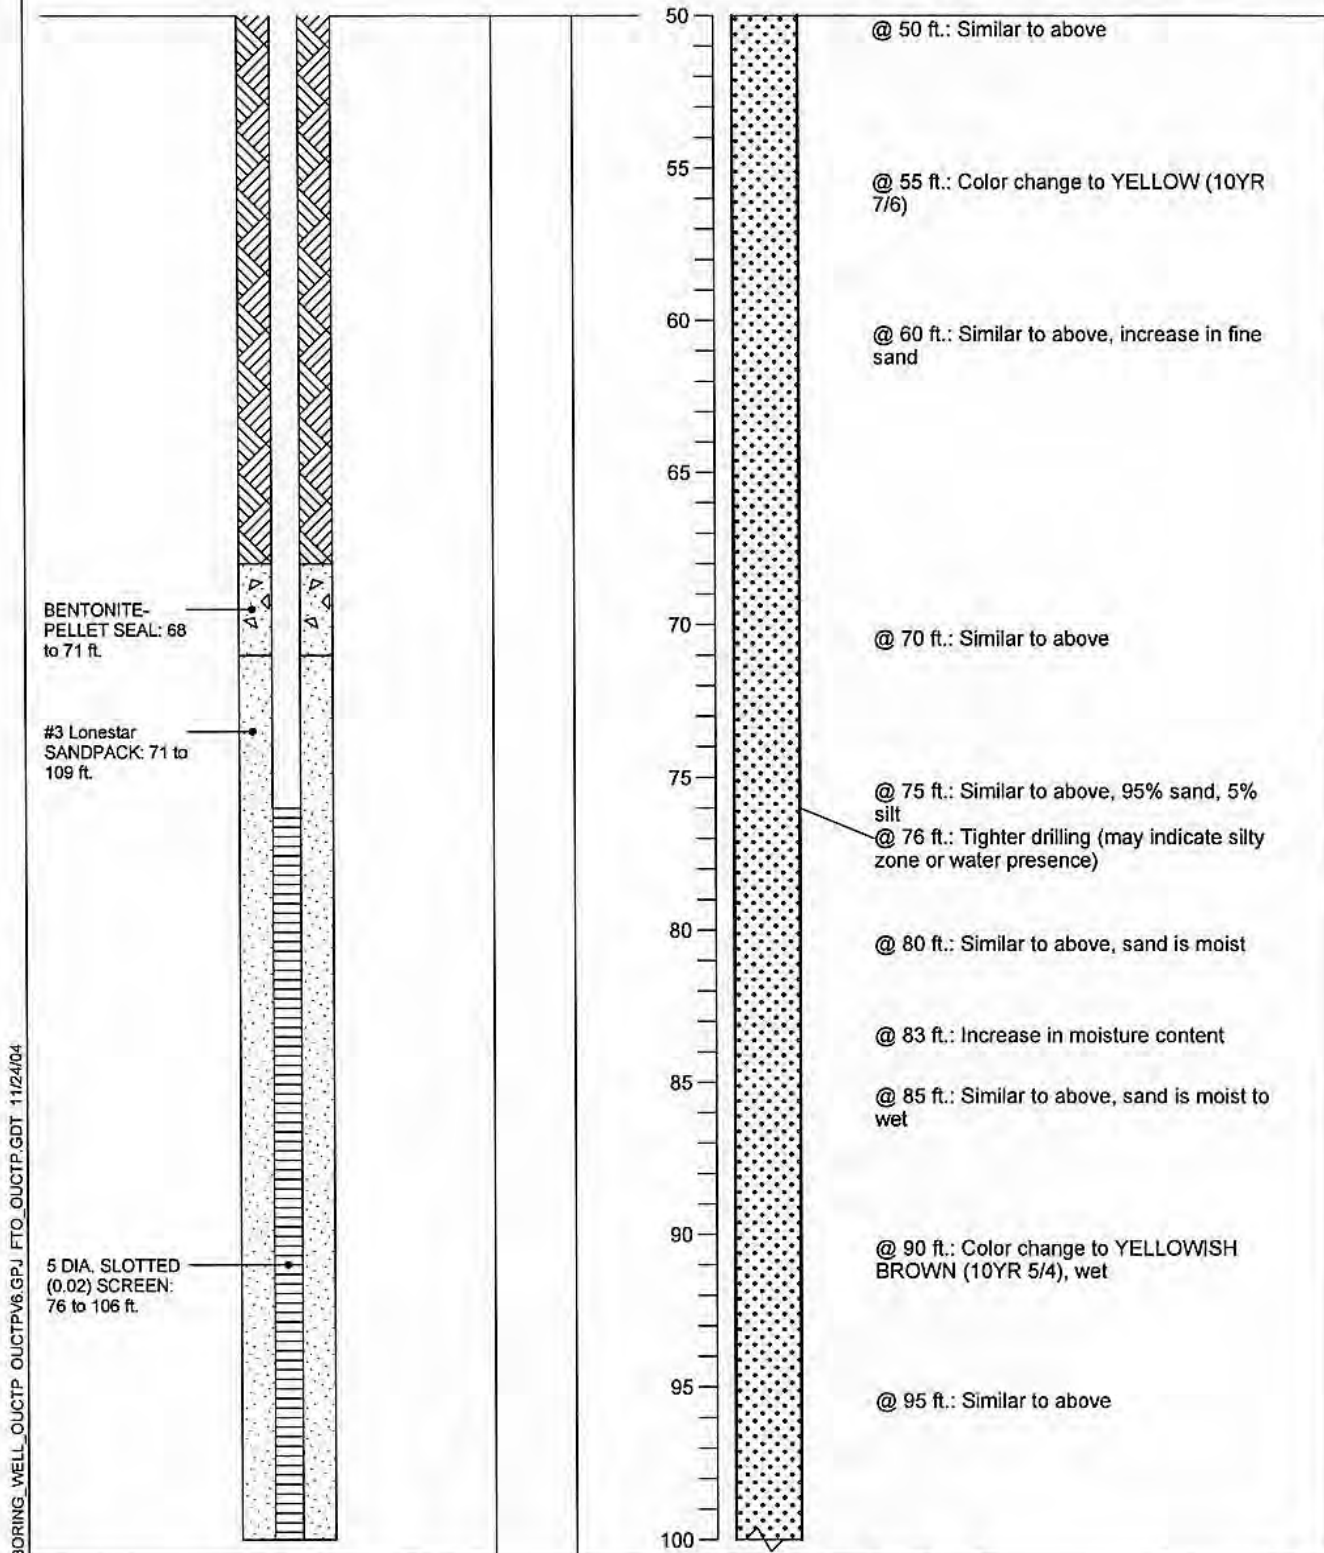 50
@ 50 ft.: Similar to above
55
@ 55 ft.: Color change to YELLOW (10YR
7/6)
60
@ 60 ft.: Similar to above, increase in fine
sand
65
BENTONITE-
PELLET SEAL: 68
to 71 ft.
70
@ 70 ft.: Similar to above
#3 Lonestar
SANDPACK: 71 to
109 ft.
75
@ 75 ft.: Similar to above, 95% sand, 5%
silt
@ 76 ft.: Tighter drilling (may indicate silty
zone or water presence)
80
@ 80 ft.: Similar to above, sand is moist
@ 83 ft.: Increase in moisture content
85
@ 85 ft.: Similar to above, sand is moist to
wet
90
@ 90 ft.: Color change to YELLOWISH
BROWN (10YR 5/4), wet
5 DIA. SLOTTED
(0.02) SCREEN:
76 to 106 ft.
95
@ 95 ft.: Similar to above
100
BORING_WELL_OUCTP OUCTPV6.GPJ FTO_OUCTP.GDT 11/24/04